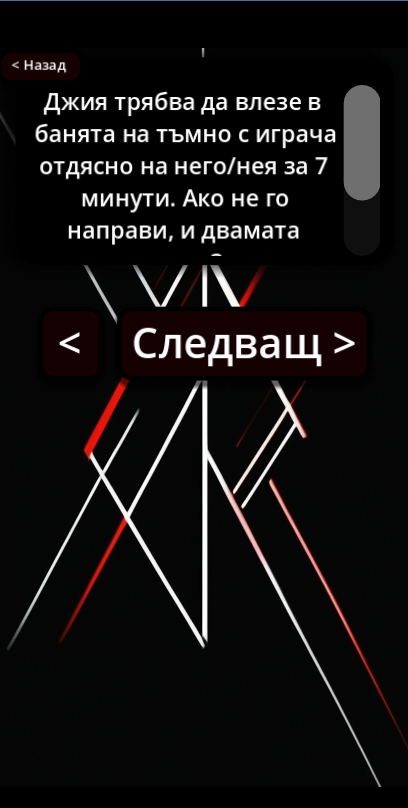 < Назад
Джия трябва да влезе в
банята на тъмно с играча
отдясно на него/нея за 7
минути. Ако не го
направи, и двамата
<
Следващ >